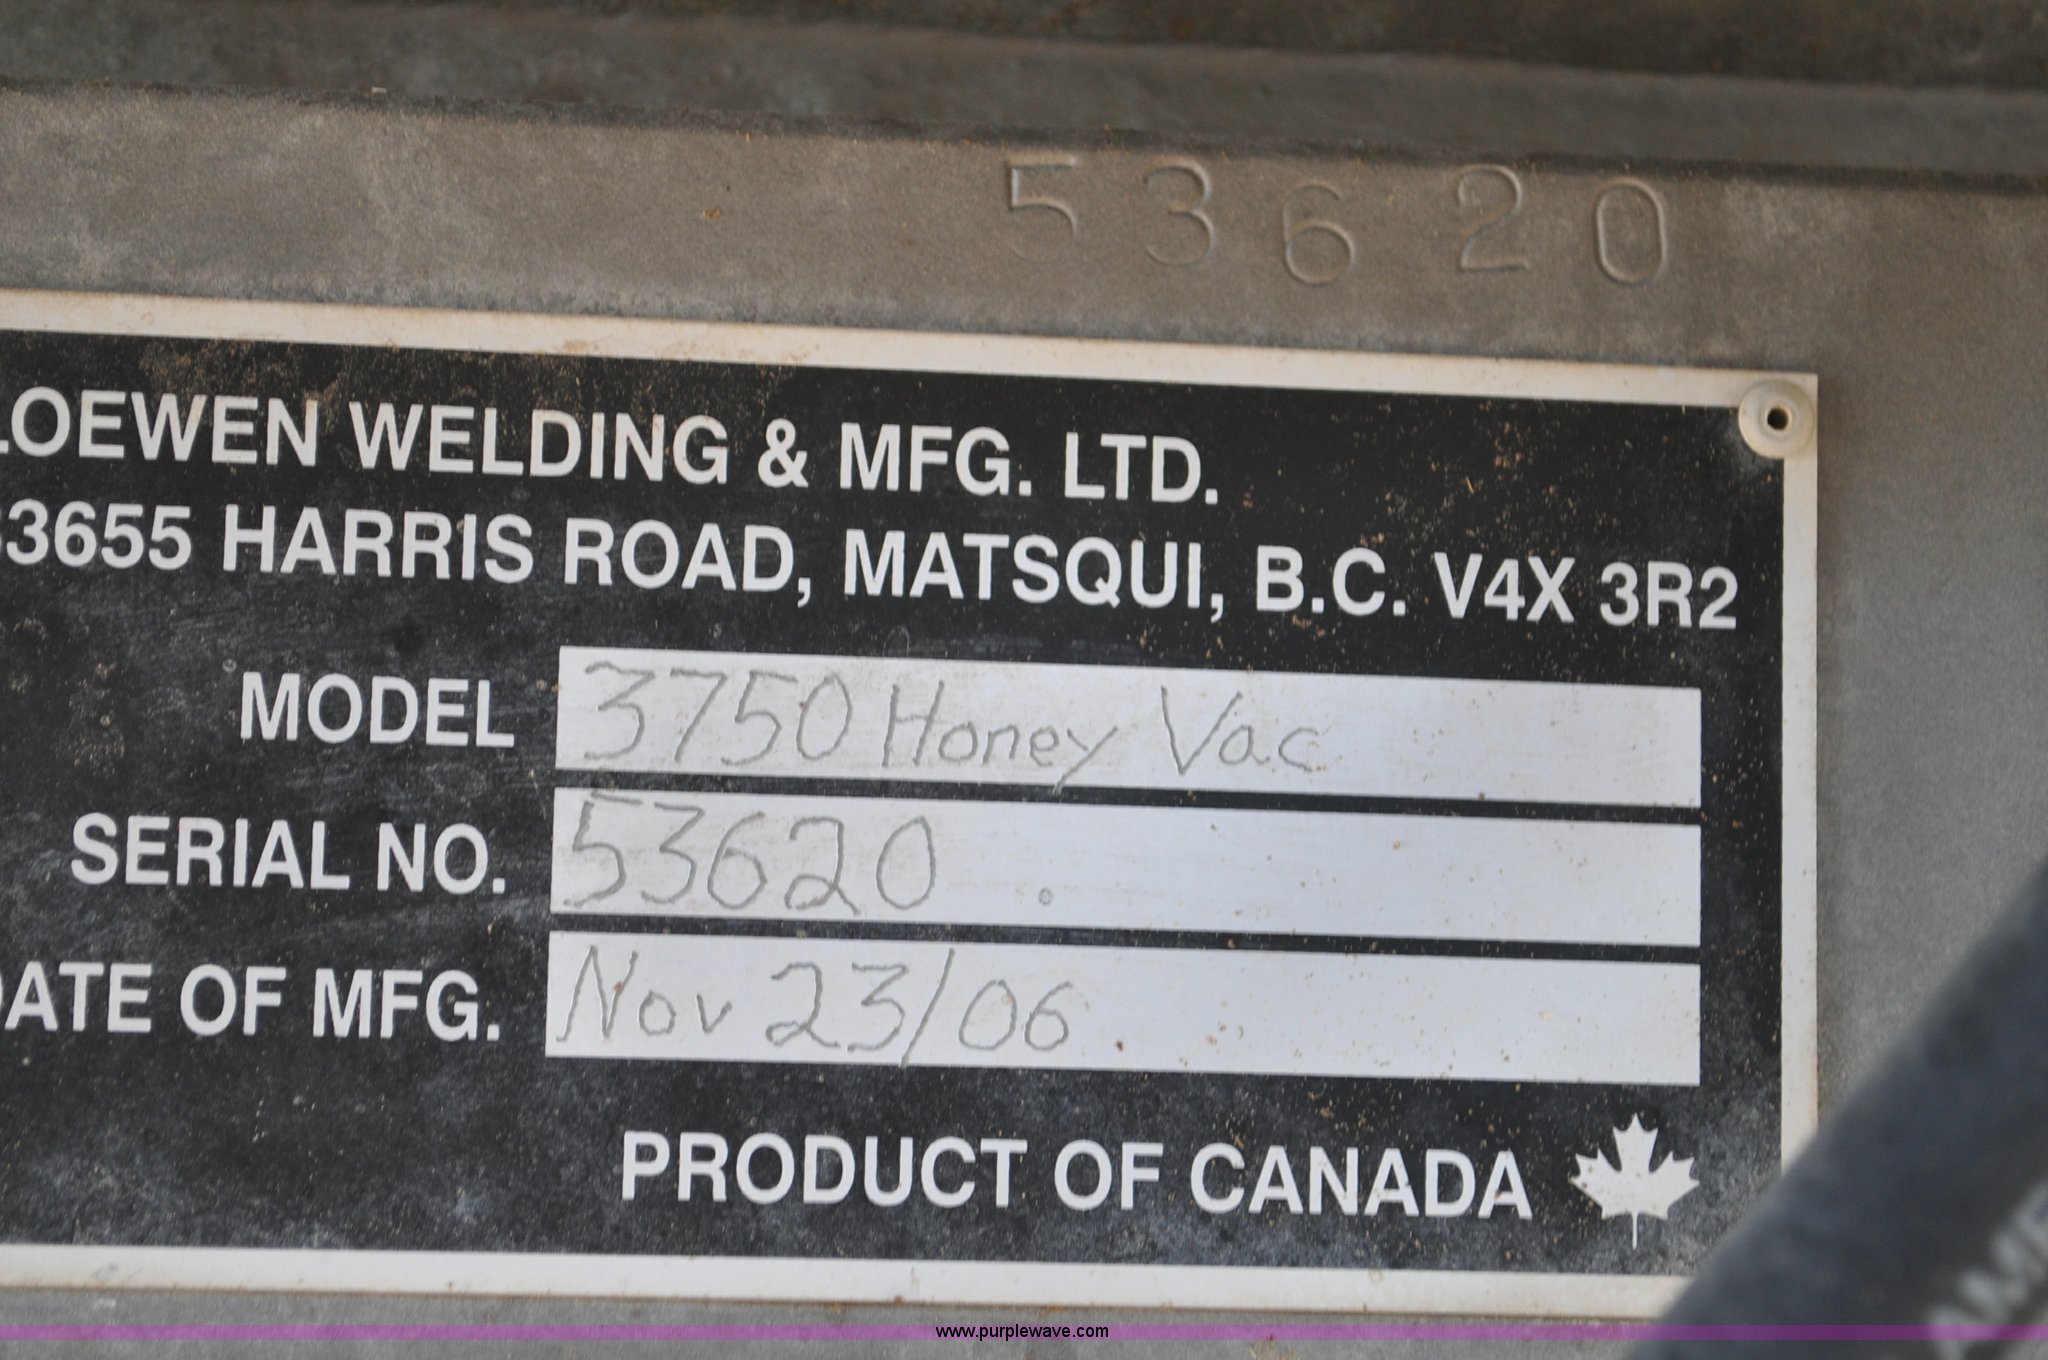 53620
LOEWEN WELDING & MFG. LTD.
33655 HARRIS ROAD, MATSQUI, B.C. V4X 3R2
MODEL 3750 Honey Vac
SERIAL NO. 53620
DATE OF MFG. Nov 23/06
PRODUCT OF CANADA
www.purplewave.com